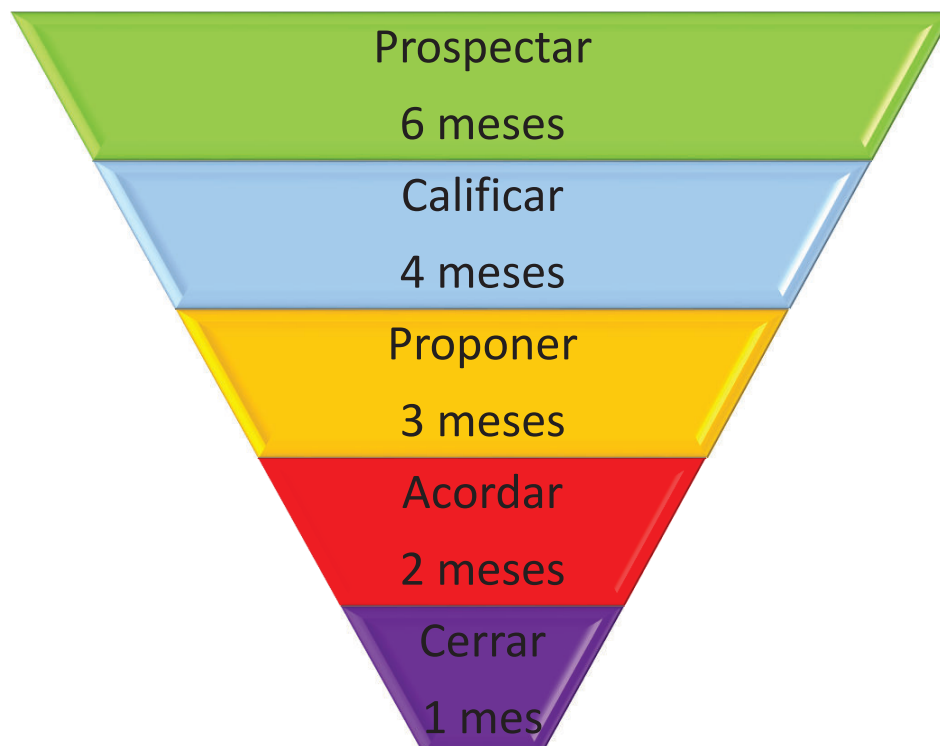 Prospectar
6 meses
Calificar
4 meses
Proponer
3 meses
Acordar
2 meses
Cerrar
1 mes